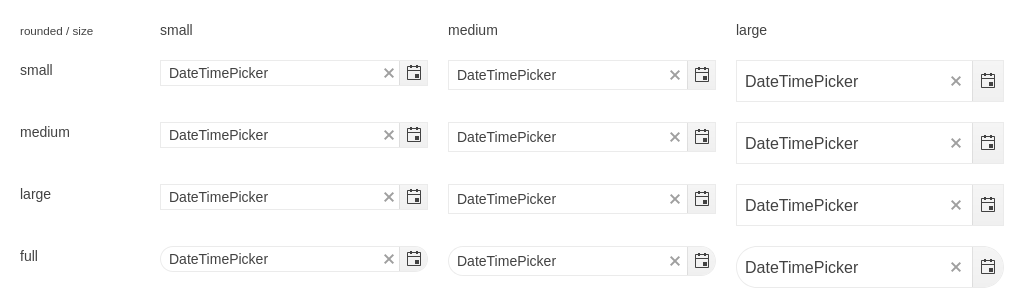 rounded / size small medium large
small DateTimePicker DateTimePicker DateTimePicker
medium DateTimePicker DateTimePicker DateTimePicker
large DateTimePicker DateTimePicker DateTimePicker
full DateTimePicker DateTimePicker DateTimePicker